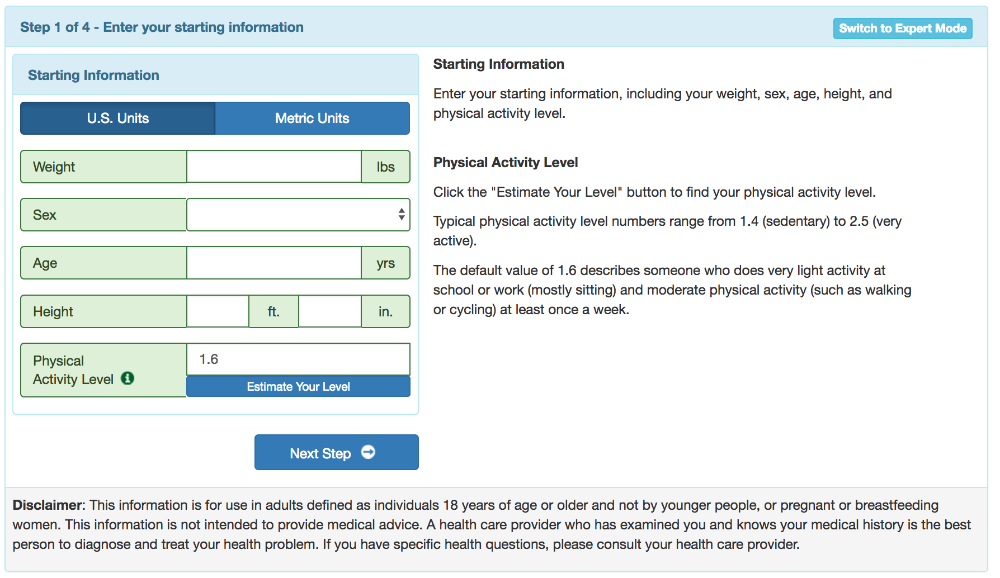 Step 1 of 4 - Enter your starting information
Switch to Expert Mode
Starting Information
U.S. Units
Metric Units
Weight
lbs
Sex
Age
yrs
Height
ft.
in.
Physical
Activity Level
1.6
Estimate Your Level
Next Step
Starting Information
Enter your starting information, including your weight, sex, age, height, and
physical activity level.
Physical Activity Level
Click the "Estimate Your Level" button to find your physical activity level.
Typical physical activity level numbers range from 1.4 (sedentary) to 2.5 (very
active).
The default value of 1.6 describes someone who does very light activity at
school or work (mostly sitting) and moderate physical activity (such as walking
or cycling) at least once a week.
Disclaimer: This information is for use in adults defined as individuals 18 years of age or older and not by younger people, or pregnant or breastfeeding
women. This information is not intended to provide medical advice. A health care provider who has examined you and knows your medical history is the best
person to diagnose and treat your health problem. If you have specific health questions, please consult your health care provider.